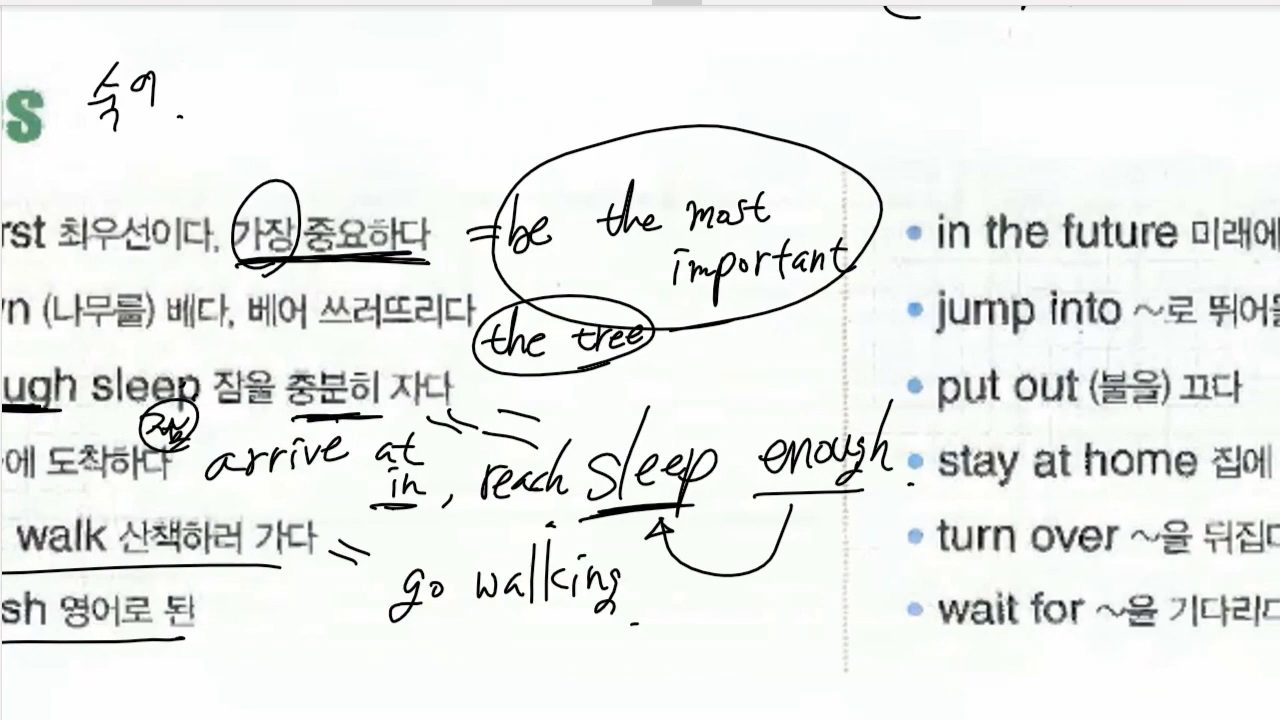 s 숙어.
rst 최우선이다, 가장 중요하다 = be the most important
n (나무를) 베다, 베어 쓰러뜨리다 the tree
ugh sleep 잠을 충분히 자다 = sleep enough.
잠
에 도착하다 arrive at in, reach
walk 산책하러 가다 = go walking.
sh 영어로 된
in the future 미래에
jump into ~로 뛰어
put out (불을) 끄다
stay at home 집에
turn over ~을 뒤집다
wait for ~을 기다리다